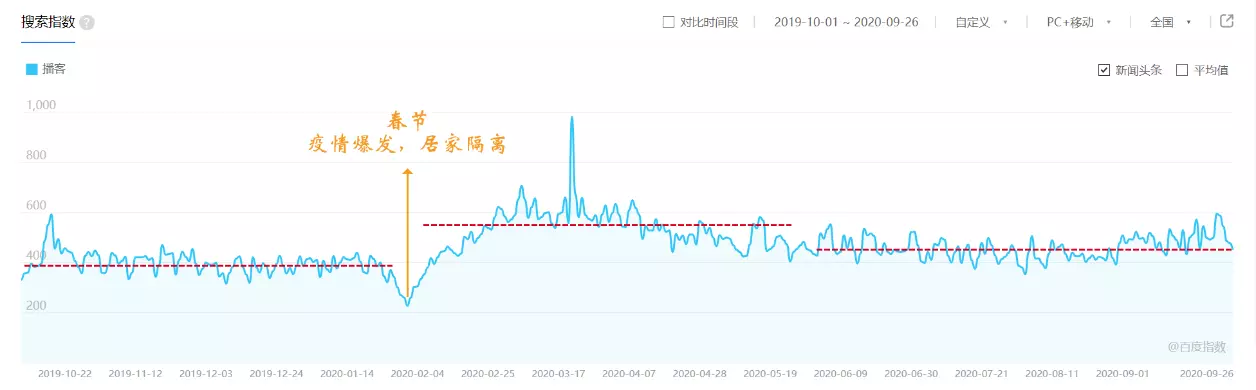 搜索指数 ?
对比时间段 2019-10-01 ~ 2020-09-26 自定义 PC+移动 全国
播客
新闻头条 平均值
1,000
春节
疫情爆发，居家隔离
800
600
400
200
@百度指数
2019-10-22 2019-11-12 2019-12-03 2019-12-24 2020-01-14 2020-02-04 2020-02-25 2020-03-17 2020-04-07 2020-04-28 2020-05-19 2020-06-09 2020-06-30 2020-07-21 2020-08-11 2020-09-01 2020-09-26